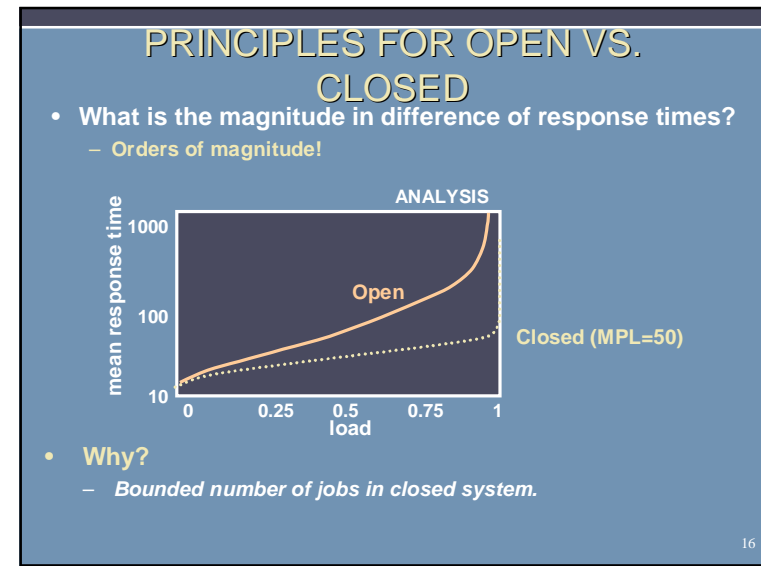 PRINCIPLES FOR OPEN VS.
CLOSED
• What is the magnitude in difference of response times?
– Orders of magnitude!
ANALYSIS
mean response time
1000
100
10
Open
Closed (MPL=50)
0 0.25 0.5 0.75 1
load
• Why?
– Bounded number of jobs in closed system.
16